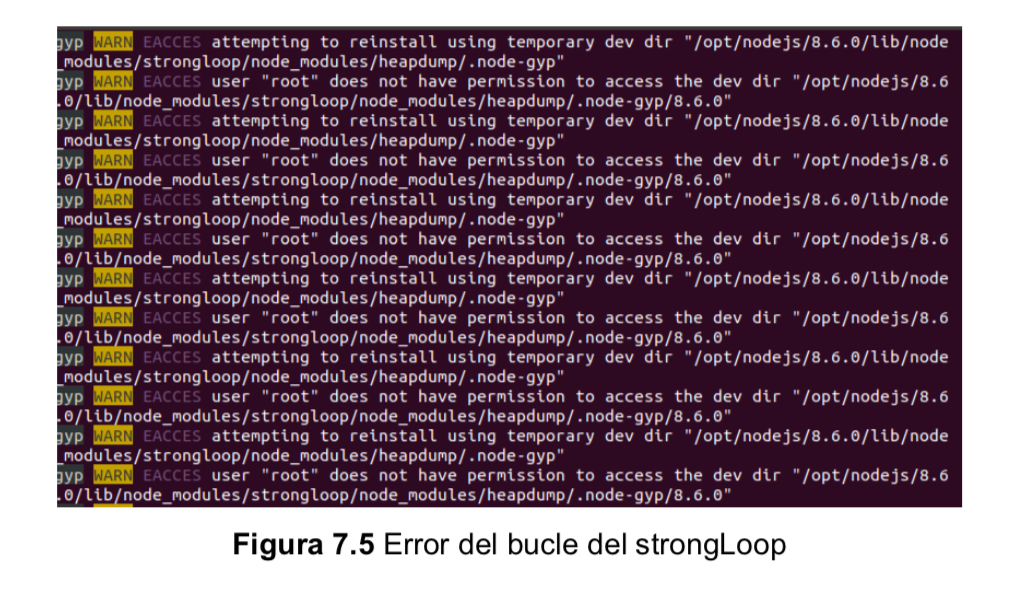 gyp WARN EACCES attempting to reinstall using temporary dev dir "/opt/nodejs/8.6.0/lib/node
_modules/strongloop/node_modules/heapdump/.node-gyp"
gyp WARN EACCES user "root" does not have permission to access the dev dir "/opt/nodejs/8.6
.0/lib/node_modules/strongloop/node_modules/heapdump/.node-gyp/8.6.0"
gyp WARN EACCES attempting to reinstall using temporary dev dir "/opt/nodejs/8.6.0/lib/node
_modules/strongloop/node_modules/heapdump/.node-gyp"
gyp WARN EACCES user "root" does not have permission to access the dev dir "/opt/nodejs/8.6
.0/lib/node_modules/strongloop/node_modules/heapdump/.node-gyp/8.6.0"
gyp WARN EACCES attempting to reinstall using temporary dev dir "/opt/nodejs/8.6.0/lib/node
_modules/strongloop/node_modules/heapdump/.node-gyp"
gyp WARN EACCES user "root" does not have permission to access the dev dir "/opt/nodejs/8.6
.0/lib/node_modules/strongloop/node_modules/heapdump/.node-gyp/8.6.0"
gyp WARN EACCES attempting to reinstall using temporary dev dir "/opt/nodejs/8.6.0/lib/node
_modules/strongloop/node_modules/heapdump/.node-gyp"
gyp WARN EACCES user "root" does not have permission to access the dev dir "/opt/nodejs/8.6
.0/lib/node_modules/strongloop/node_modules/heapdump/.node-gyp/8.6.0"
gyp WARN EACCES attempting to reinstall using temporary dev dir "/opt/nodejs/8.6.0/lib/node
_modules/strongloop/node_modules/heapdump/.node-gyp"
gyp WARN EACCES user "root" does not have permission to access the dev dir "/opt/nodejs/8.6
.0/lib/node_modules/strongloop/node_modules/heapdump/.node-gyp/8.6.0"
gyp WARN EACCES attempting to reinstall using temporary dev dir "/opt/nodejs/8.6.0/lib/node
_modules/strongloop/node_modules/heapdump/.node-gyp"
gyp WARN EACCES user "root" does not have permission to access the dev dir "/opt/nodejs/8.6
.0/lib/node_modules/strongloop/node_modules/heapdump/.node-gyp/8.6.0"
Figura 7.5 Error del bucle del strongLoop